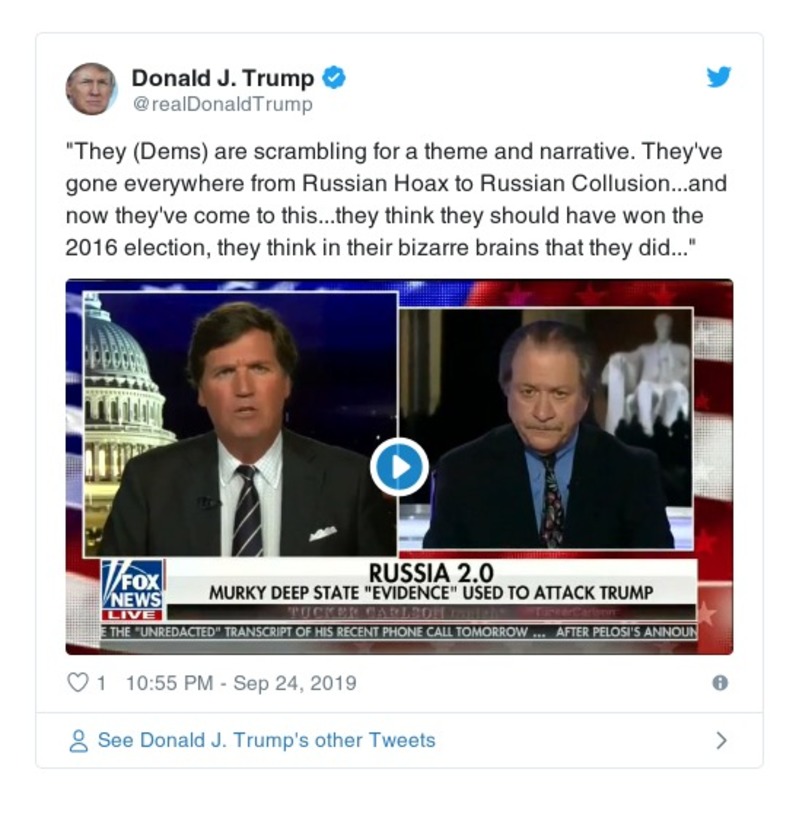 Donald J. Trump
@realDonaldTrump
"They (Dems) are scrambling for a theme and narrative. They've
gone everywhere from Russian Hoax to Russian Collusion...and
now they've come to this...they think they should have won the
2016 election, they think in their bizarre brains that they did..."
FOX
NEWS
LIVE
RUSSIA 2.0
MURKY DEEP STATE "EVIDENCE" USED TO ATTACK TRUMP
TUCKER CARLSON tonight
E THE "UNREDACTED" TRANSCRIPT OF HIS RECENT PHONE CALL TOMORROW ... AFTER PELOSI'S ANNOUN
1 10:55 PM - Sep 24, 2019
See Donald J. Trump's other Tweets